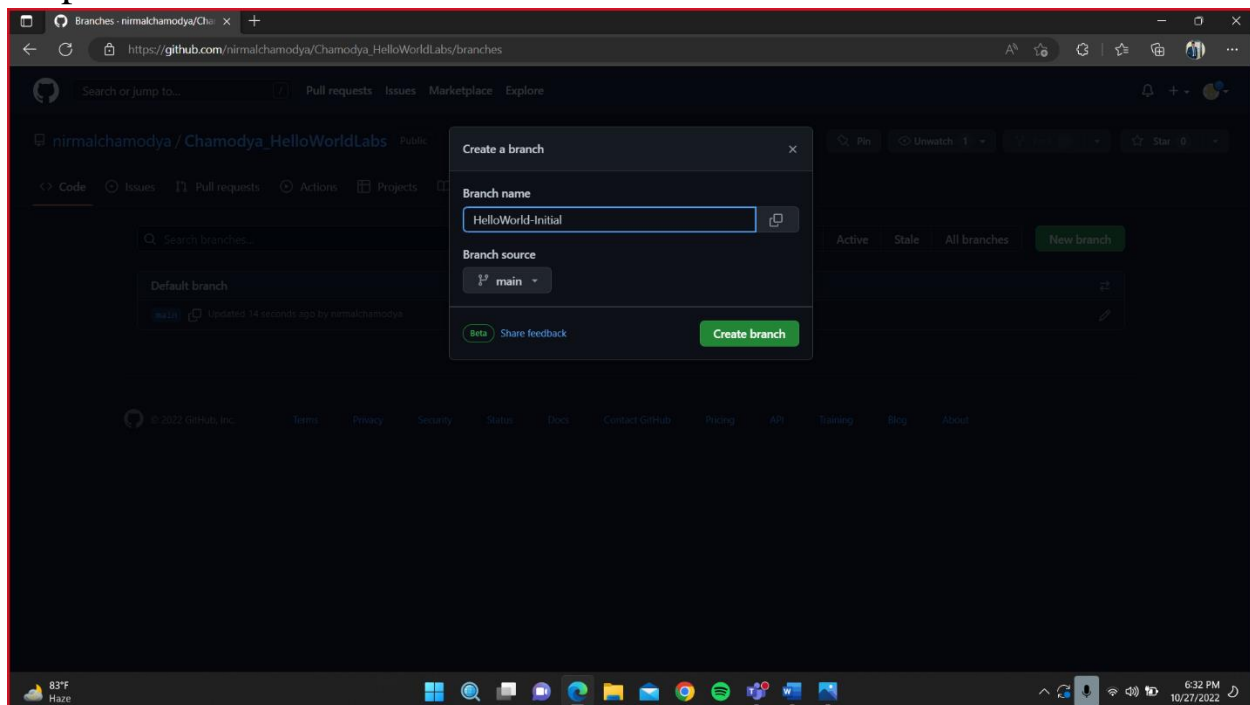 Branches - nirmalchamodya/Cha
https://github.com/nirmalchamodya/Chamodya_HelloWorldLabs/branches
Search or jump to... / Pull requests Issues Marketplace Explore
nirmalchamodya / Chamodya_HelloWorldLabs Public
Pin Unwatch 1 Star 0
Code Issues Pull requests Actions Projects
Create a branch
Branch name
HelloWorld-Initial
Branch source
main
Beta Share feedback Create branch
Search branches... Active Stale All branches New branch
Default branch
main Updated 14 seconds ago by nirmalchamodya
© 2022 GitHub, Inc. Terms Privacy Security Status Docs Contact GitHub Pricing API Training Blog About
83°F
Haze
6:32 PM
10/27/2022